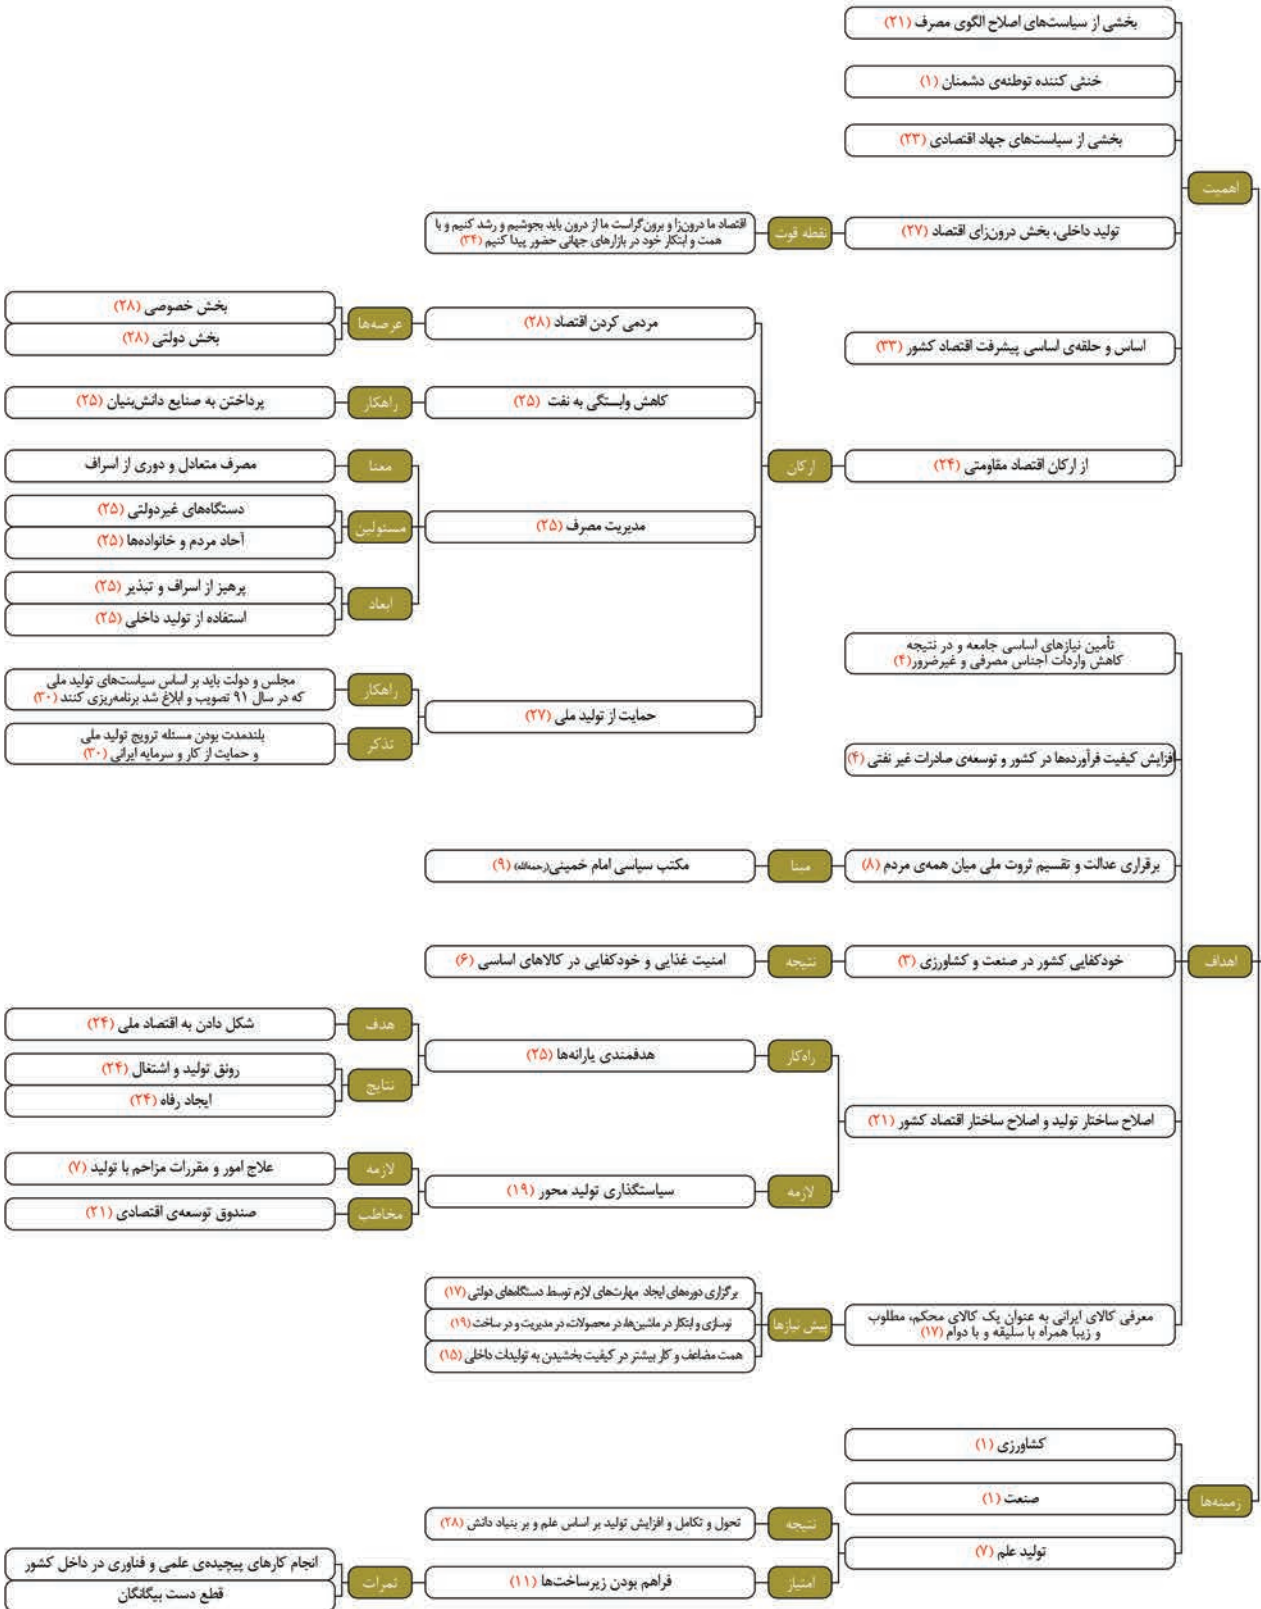 اهمیت
بخشی از سیاست‌های اصلاح الگوی مصرف (۲۱)
خنثی کننده توطئه‌ی دشمنان (۱)
بخشی از سیاست‌های جهاد اقتصادی (۲۳)
تولید داخلی، بخش درون‌زای اقتصاد (۲۷)
نقطه قوت
اقتصاد ما درون‌زا و برون‌گراست ما از درون باید بجوشیم و رشد کنیم و با
همت و ابتکار خود در بازارهای جهانی حضور پیدا کنیم (۳۴)
اساس و حلقه‌ی اساسی پیشرفت اقتصاد کشور (۳۳)
از ارکان اقتصاد مقاومتی (۲۴)
ارکان
مردمی کردن اقتصاد (۲۸)
عرصه‌ها
بخش خصوصی (۲۸)
بخش دولتی (۲۸)
کاهش وابستگی به نفت (۲۵)
راهکار
پرداختن به صنایع دانش‌بنیان (۲۵)
مدیریت مصرف (۲۵)
معنا
مصرف متعادل و دوری از اسراف
مسئولین
دستگاه‌های غیردولتی (۲۵)
آحاد مردم و خانواده‌ها (۲۵)
ابعاد
پرهیز از اسراف و تبذیر (۲۵)
استفاده از تولید داخلی (۲۵)
حمایت از تولید ملی (۲۷)
راهکار
مجلس و دولت باید بر اساس سیاست‌های تولید ملی
که در سال ۹۱ تصویب و ابلاغ شد برنامه‌ریزی کنند (۳۰)
تذکر
بلندمدت بودن مسئله ترویج تولید ملی
و حمایت از کار و سرمایه ایرانی (۳۰)
اهداف
تأمین نیازهای اساسی جامعه و در نتیجه
کاهش واردات اجناس مصرفی و غیرضرور (۴)
افزایش کیفیت فرآورده‌ها در کشور و توسعه‌ی صادرات غیر نفتی (۴)
برقراری عدالت و تقسیم ثروت ملی میان همه‌ی مردم (۸)
مبنا
مکتب سیاسی امام خمینی(رحمه‌الله) (۹)
خودکفایی کشور در صنعت و کشاورزی (۳)
نتیجه
امنیت غذایی و خودکفایی در کالاهای اساسی (۶)
اصلاح ساختار تولید و اصلاح ساختار اقتصاد کشور (۲۱)
راه‌کار
هدفمندی یارانه‌ها (۲۵)
هدف
شکل دادن به اقتصاد ملی (۲۴)
نتایج
رونق تولید و اشتغال (۲۴)
ایجاد رفاه (۲۴)
لازمه
سیاستگذاری تولید محور (۱۹)
لازمه
علاج امور و مقررات مزاحم با تولید (۷)
مخاطب
صندوق توسعه‌ی اقتصادی (۲۱)
معرفی کالای ایرانی به عنوان یک کالای محکم، مطلوب
و زیبا همراه با سلیقه و با دوام (۱۷)
پیش نیازها
برگزاری دوره‌های ایجاد مهارت‌های لازم توسط دستگاه‌های دولتی (۱۷)
نوسازی و ابتکار در ماشین‌ها، در محصولات، در مدیریت و در ساخت (۱۹)
همت مضاعف و کار بیشتر در کیفیت بخشیدن به تولیدات داخلی (۱۵)
زمینه‌ها
کشاورزی (۱)
صنعت (۱)
تولید علم (۷)
نتیجه
تحول و تکامل و افزایش تولید بر اساس علم و بر بنیاد دانش (۲۸)
امتیاز
فراهم بودن زیرساخت‌ها (۱۱)
ثمرات
انجام کارهای پیچیده‌ی علمی و فناوری در داخل کشور
قطع دست بیگانگان